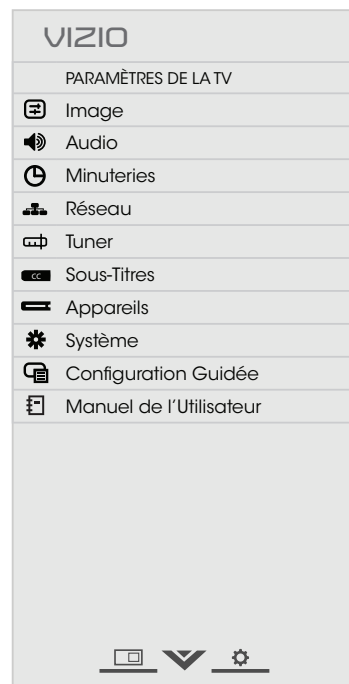 VIZIO
PARAMÈTRES DE LA TV
Image
Audio
Minuteries
Réseau
Tuner
CC Sous-Titres
Appareils
Système
Configuration Guidée
Manuel de l'Utilisateur